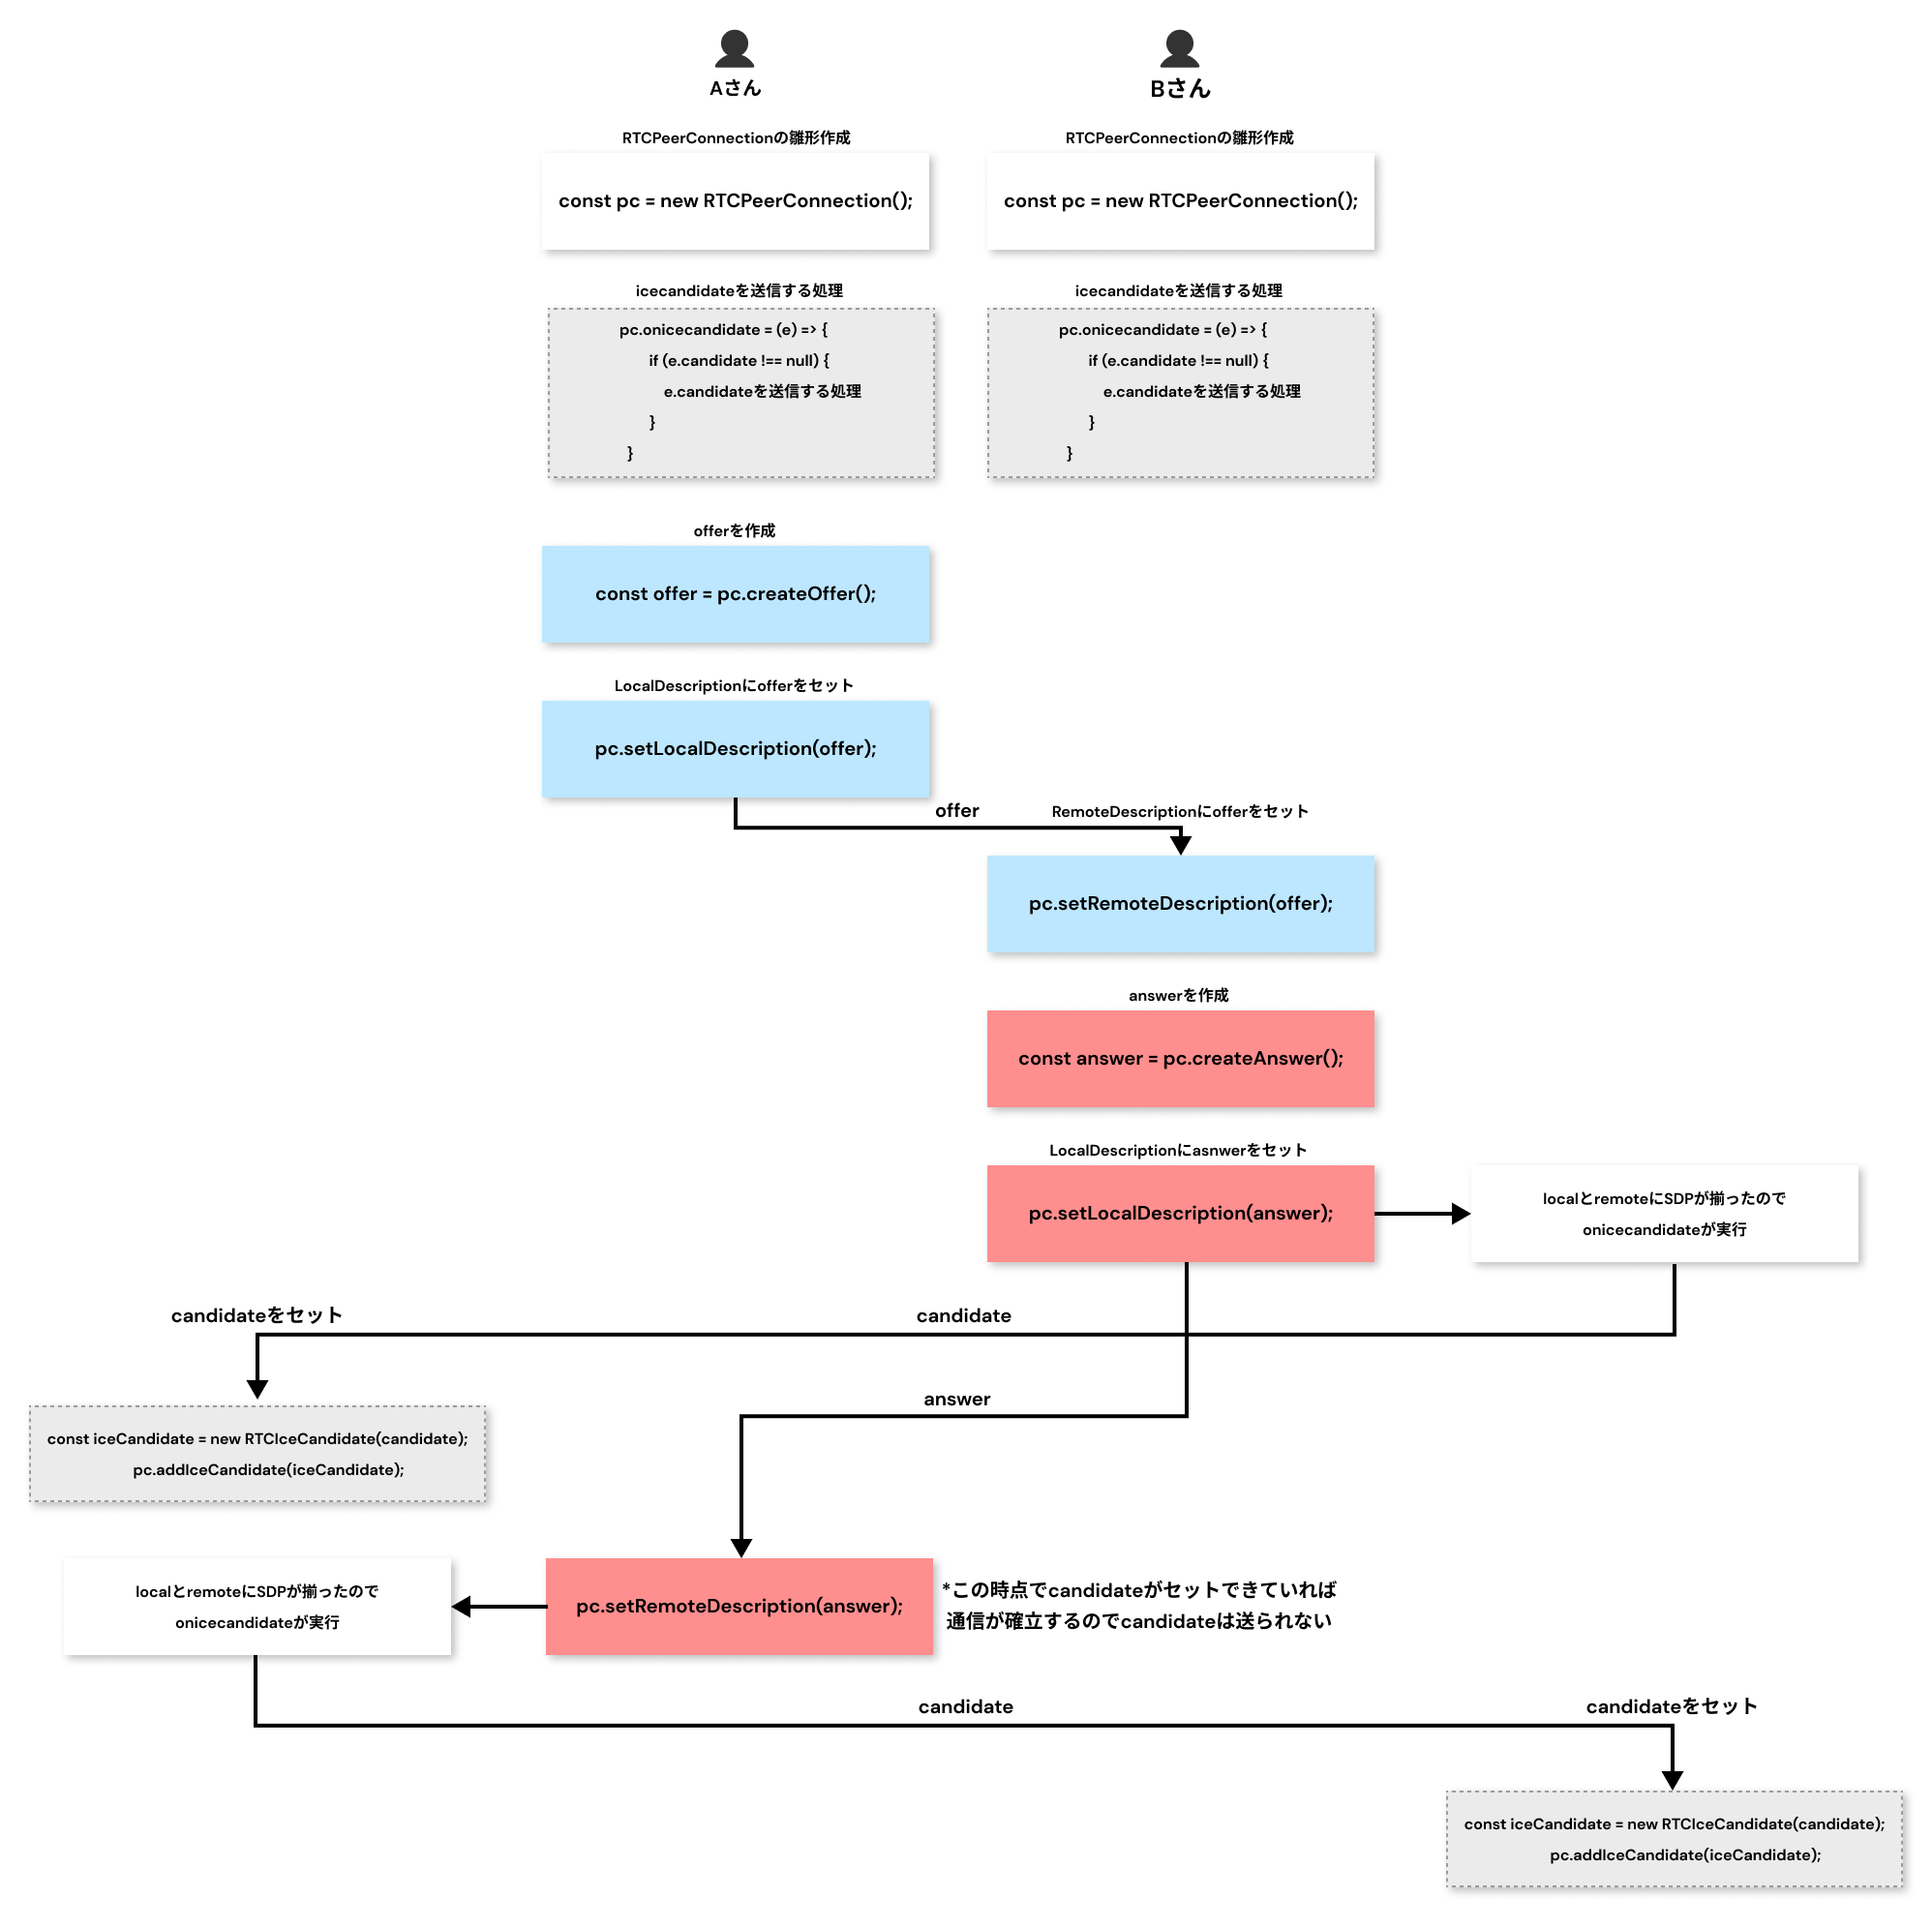 Aさん
Bさん
RTCPeerConnectionの雛形作成
RTCPeerConnectionの雛形作成
const pc = new RTCPeerConnection();
const pc = new RTCPeerConnection();
icecandidateを送信する処理
pc.onicecandidate = (e) => {
if (e.candidate !== null) {
e.candidateを送信する処理
}
}
icecandidateを送信する処理
pc.onicecandidate = (e) => {
if (e.candidate !== null) {
e.candidateを送信する処理
}
}
offerを作成
const offer = pc.createOffer();
LocalDescriptionにofferをセット
pc.setLocalDescription(offer);
offer
RemoteDescriptionにofferをセット
pc.setRemoteDescription(offer);
answerを作成
const answer = pc.createAnswer();
LocalDescriptionにasnwerをセット
pc.setLocalDescription(answer);
localとremoteにSDPが揃ったので
onicecandidateが実行
candidateをセット
candidate
answer
const iceCandidate = new RTCIceCandidate(candidate);
pc.addIceCandidate(iceCandidate);
localとremoteにSDPが揃ったので
onicecandidateが実行
pc.setRemoteDescription(answer);
*この時点でcandidateがセットできていれば
通信が確立するのでcandidateは送られない
candidate
candidateをセット
const iceCandidate = new RTCIceCandidate(candidate);
pc.addIceCandidate(iceCandidate);